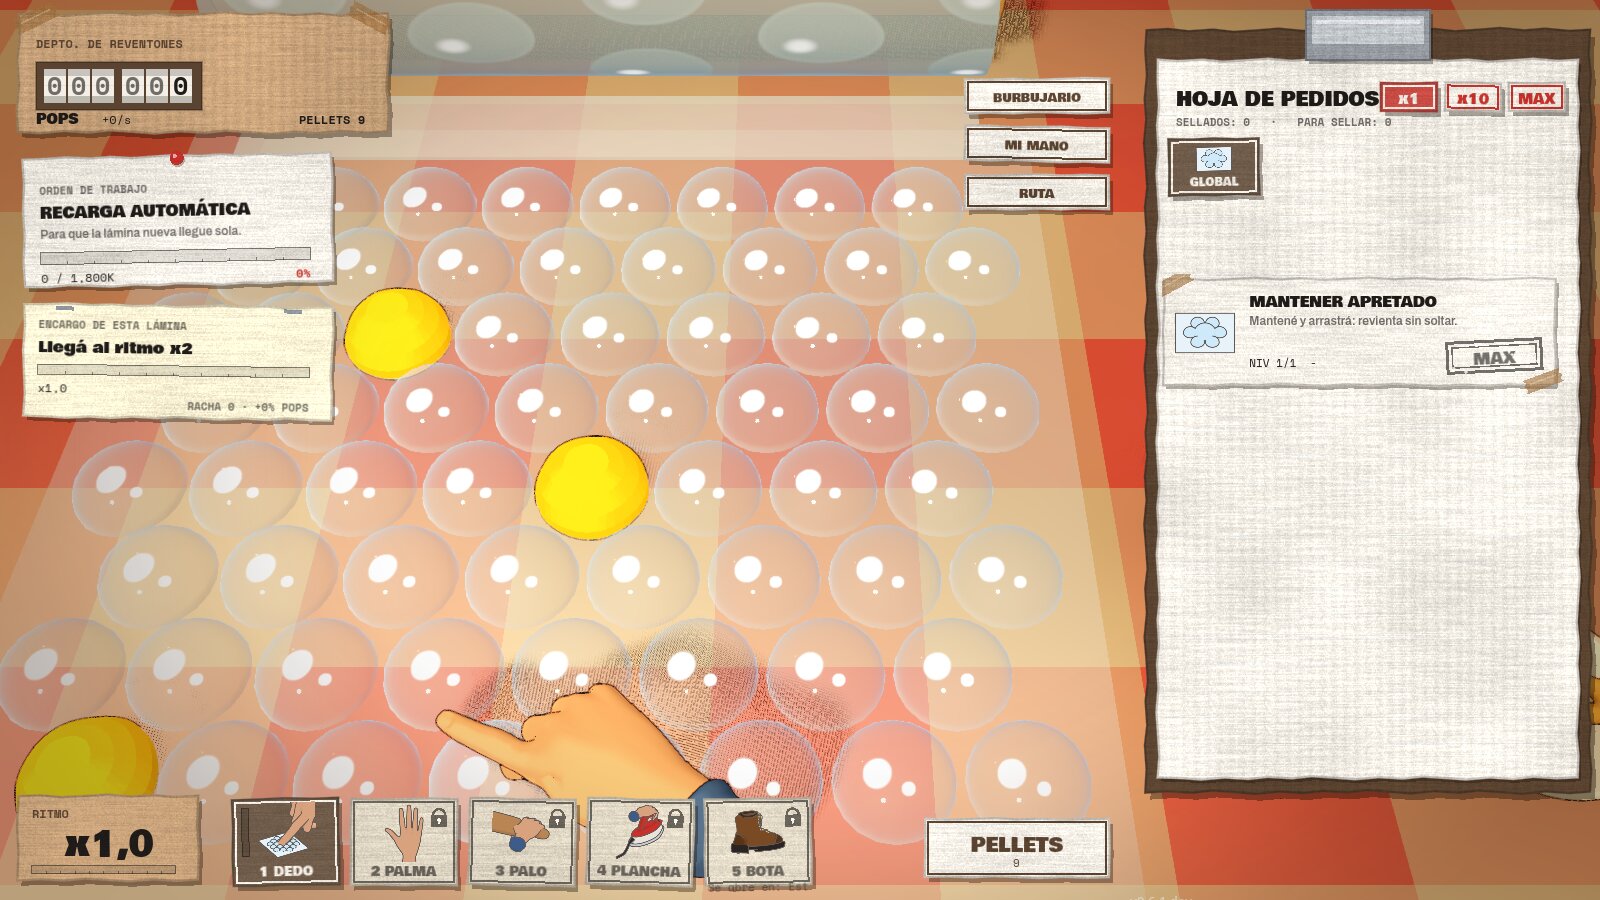 DEPTO. DE REVENTONES
000000
POPS +0/s PELLETS 9
ORDEN DE TRABAJO
RECARGA AUTOMÁTICA
Para que la lámina nueva llegue sola.
0 / 1.800K 0%
ENCARGO DE ESTA LÁMINA
Llegá al ritmo x2
x1.0
RACHA 0 · +0% POPS
BURBUJARIO
MI MANO
RUTA
HOJA DE PEDIDOS x1 x10 MAX
SELLADOS: 0 · PARA SELLAR: 0
GLOBAL
MANTENER APRETADO
Mantené y arrastrá: revienta sin soltar.
NIV 1/1 -
MAX
RITMO
x1,0
1 DEDO
2 PALMA
3 PALO
4 PLANCHA
5 BOTA
Se abre en: Est
PELLETS
9